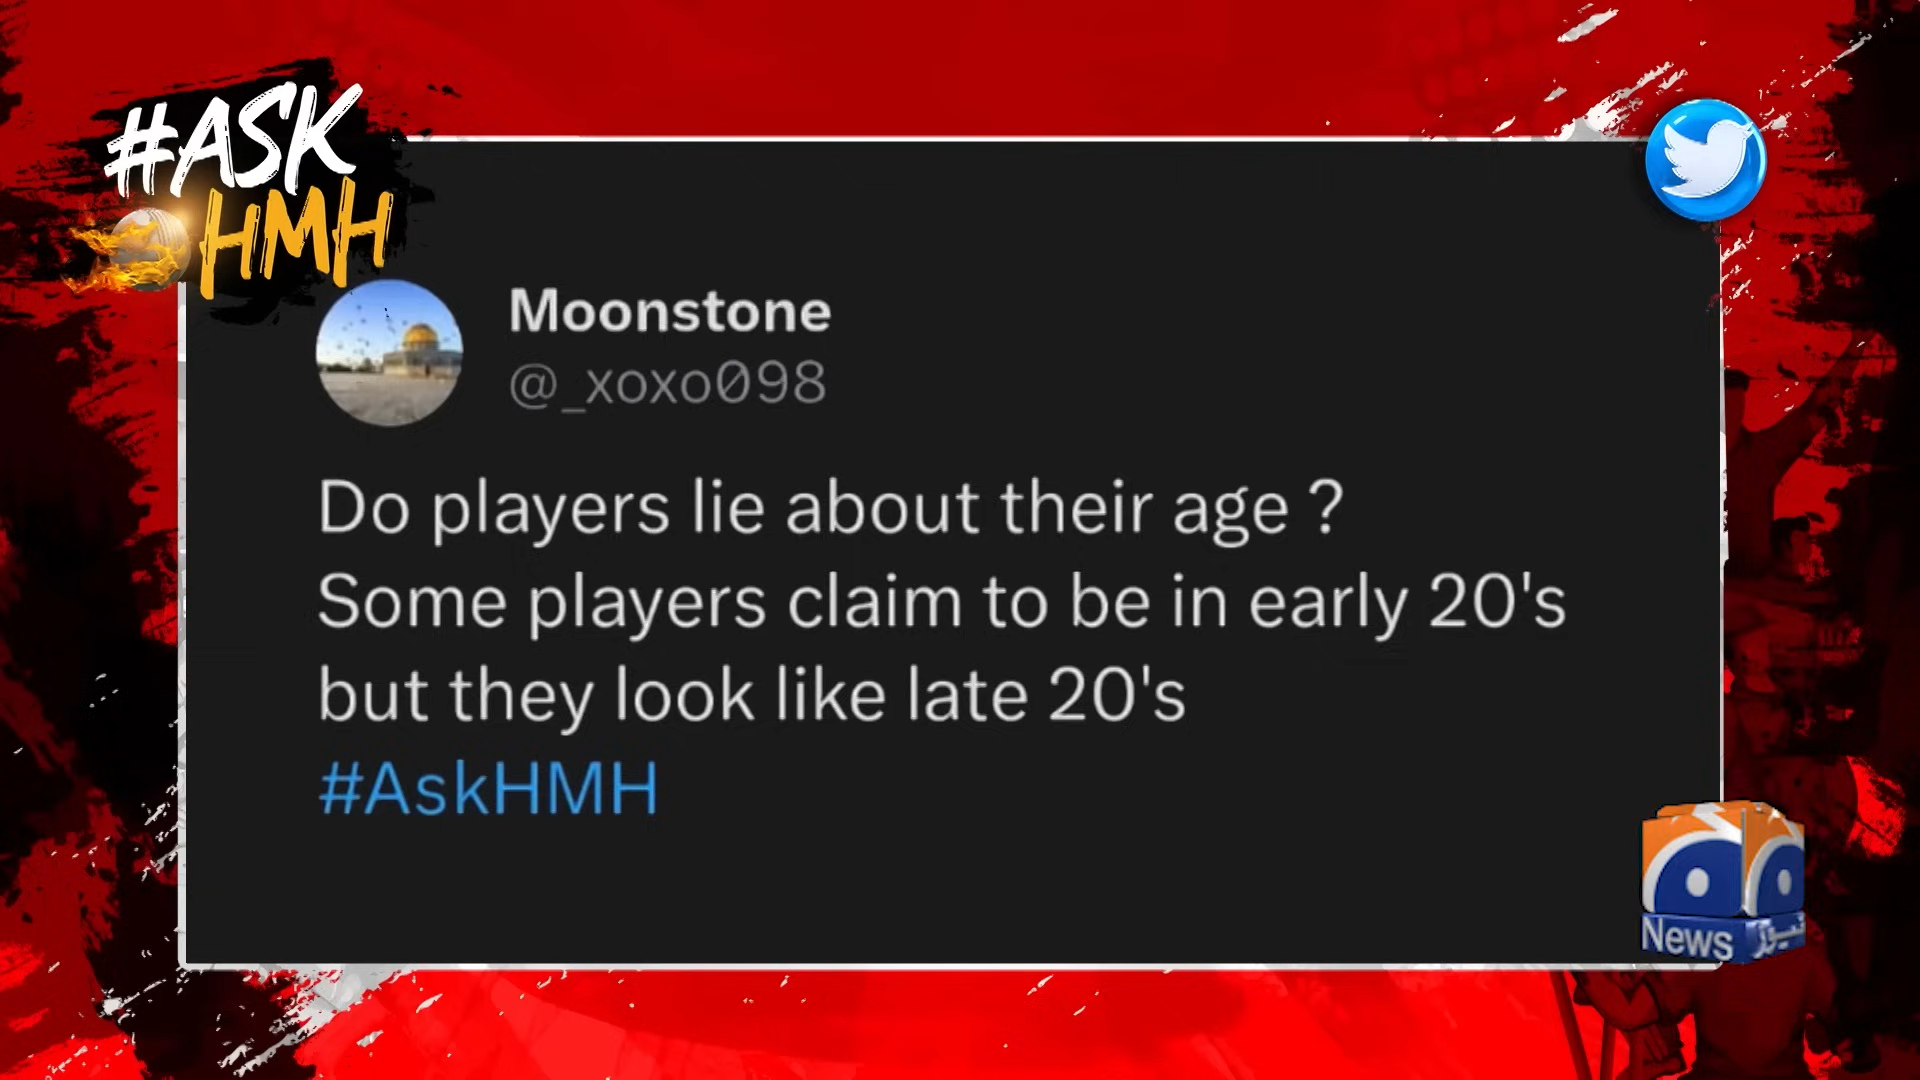 #ASK
HMH
Moonstone
@_xoxo098
Do players lie about their age ?
Some players claim to be in early 20's
but they look like late 20's
#AskHMH
News نیوز